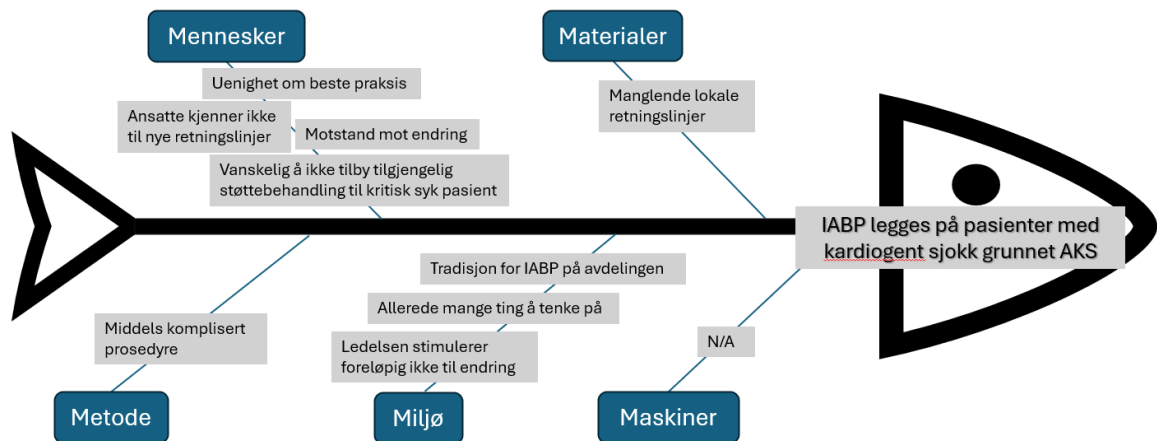 Mennesker
Materialer
Uenighet om beste praksis
Ansatte kjenner ikke
til nye retningslinjer
Motstand mot endring
Vanskelig å ikke tilby tilgjengelig
støttebehandling til kritisk syk pasient
Manglende lokale
retningslinjer
IABP legges på pasienter med
kardiogent sjokk grunnet AKS
Tradisjon for IABP på avdelingen
Allerede mange ting å tenke på
Ledelsen stimulerer
foreløpig ikke til endring
Middels komplisert
prosedyre
N/A
Metode
Miljø
Maskiner